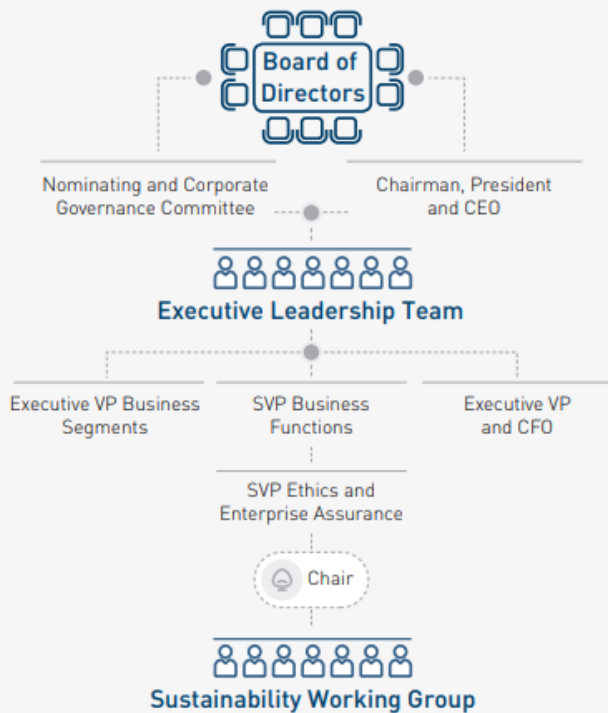 Board of
Directors
Nominating and Corporate
Governance Committee
Chairman, President
and CEO
Executive Leadership Team
Executive VP Business
Segments
SVP Business
Functions
Executive VP
and CFO
SVP Ethics and
Enterprise Assurance
Chair
Sustainability Working Group